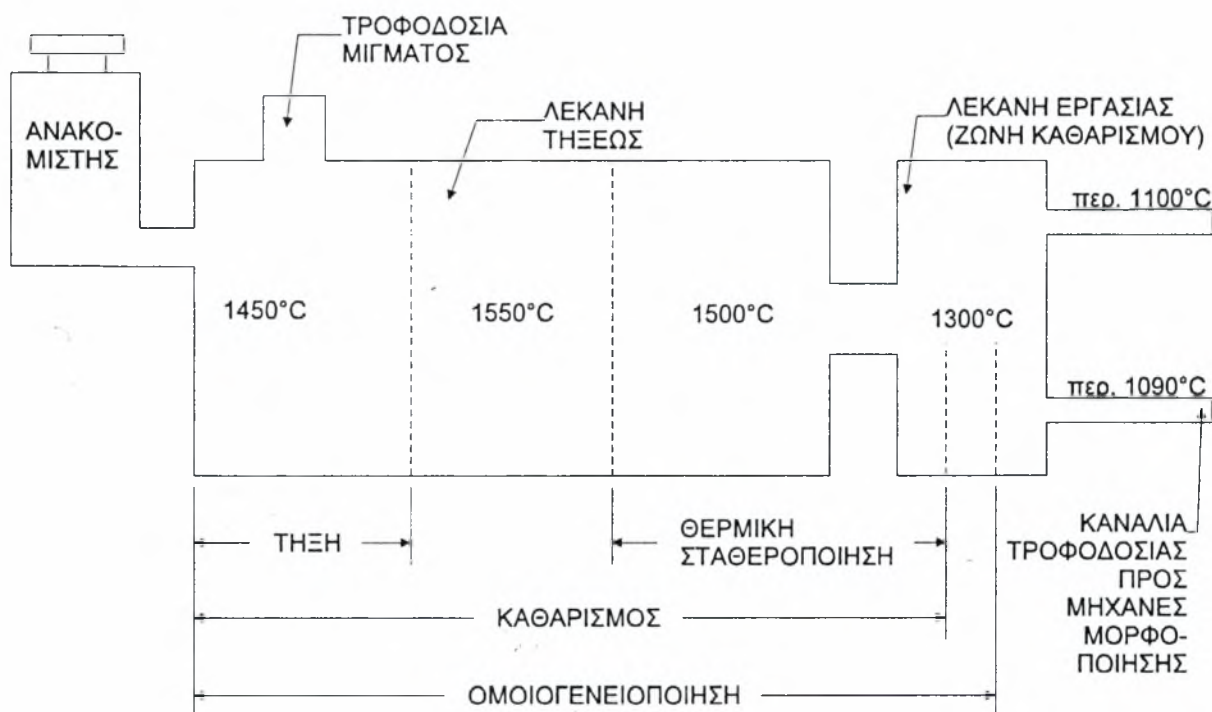 ΤΡΟΦΟΔΟΣΙΑ
ΜΙΓΜΑΤΟΣ
ΑΝΑΚΟ-
ΜΙΣΤΗΣ
ΛΕΚΑΝΗ
ΤΗΞΕΩΣ
ΛΕΚΑΝΗ ΕΡΓΑΣΙΑΣ
(ΖΩΝΗ ΚΑΘΑΡΙΣΜΟΥ)
περ. 1100°C
1450°C
1550°C
1500°C
1300°C
περ. 1090°C
ΤΗΞΗ
ΘΕΡΜΙΚΗ
ΣΤΑΘΕΡΟΠΟΙΗΣΗ
ΚΑΘΑΡΙΣΜΟΣ
ΟΜΟΙΟΓΕΝΕΙΟΠΟΙΗΣΗ
ΚΑΝΑΛΙΑ
ΤΡΟΦΟΔΟΣΙΑΣ
ΠΡΟΣ
ΜΗΧΑΝΕΣ
ΜΟΡΦΟ-
ΠΟΙΗΣΗΣ